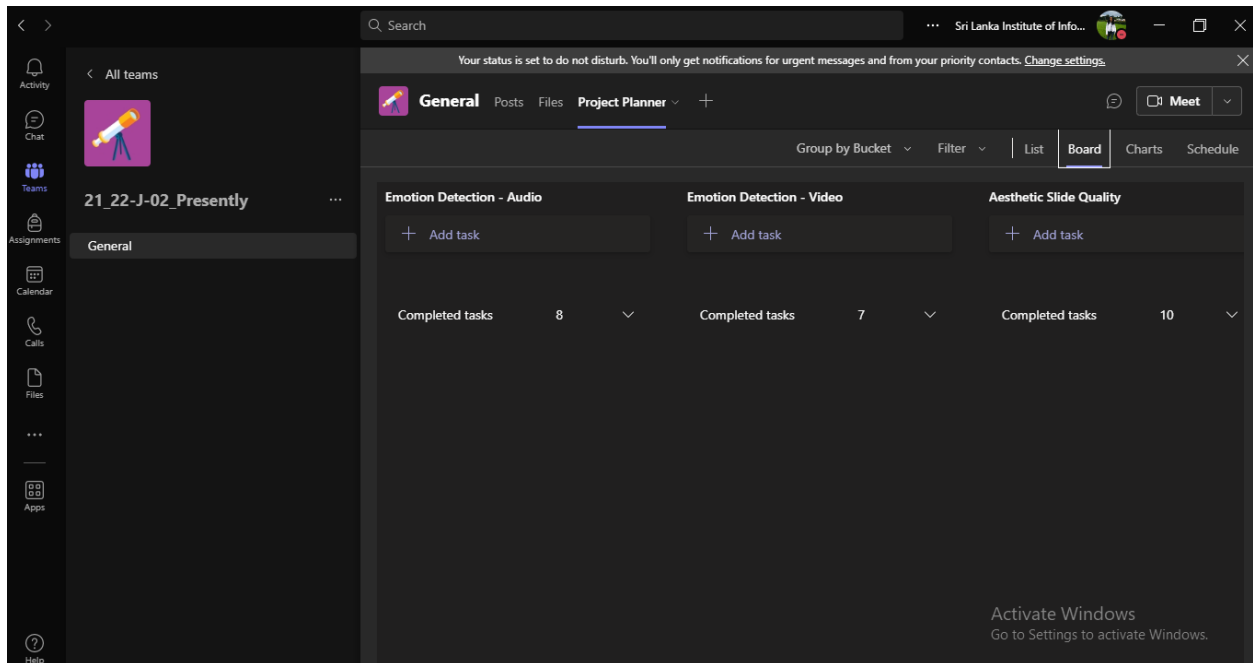 Search
Sri Lanka Institute of Info...
Activity
Chat
Teams
Assignments
Calendar
Calls
Files
Apps
Help
All teams
21_22-J-02_Presently
General
Your status is set to do not disturb. You'll only get notifications for urgent messages and from your priority contacts. Change settings.
General Posts Files Project Planner
Meet
Group by Bucket Filter List Board Charts Schedule
Emotion Detection - Audio
Add task
Completed tasks 8
Emotion Detection - Video
Add task
Completed tasks 7
Aesthetic Slide Quality
Add task
Completed tasks 10
Activate Windows
Go to Settings to activate Windows.